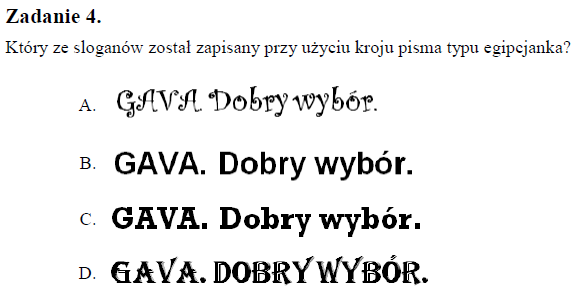 Zadanie 4.
Który ze sloganów został zapisany przy użyciu kroju pisma typu egipcjanka?
A. GAVA. Dobry wybór.
B. GAVA. Dobry wybór.
C. GAVA. Dobry wybór.
D. GAVA. DOBRY WYBÓR.